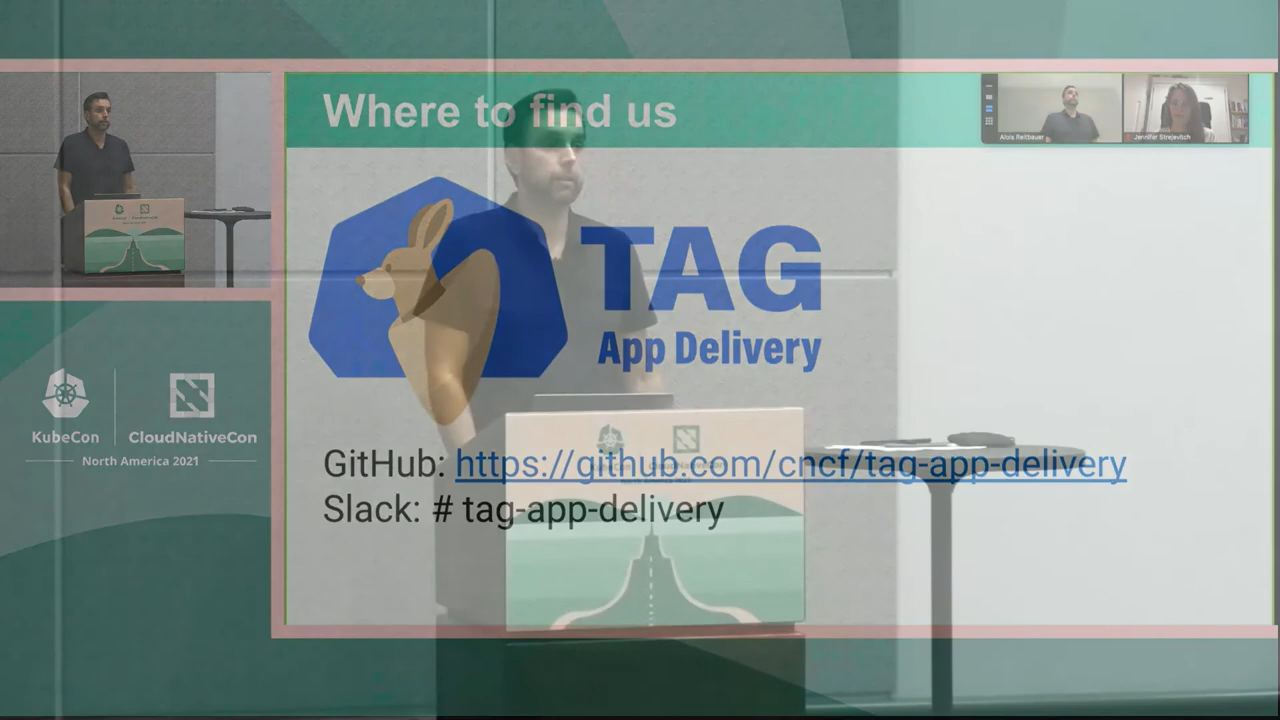 Where to find us
Alois Reitbauer
Jennifer Strejevitch
TAG
App Delivery
GitHub: https://github.com/cncf/tag-app-delivery
Slack: # tag-app-delivery
KubeCon
CloudNativeCon
North America 2021